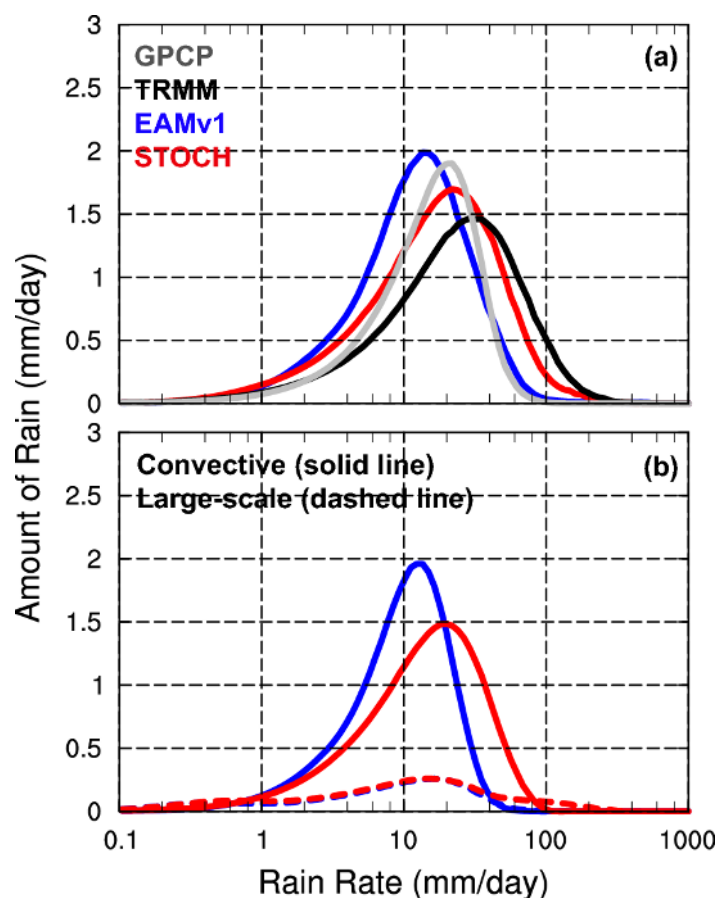 3
GPCP
(a)
TRMM
2.5
EAMv1
STOCH
2
1.5
1
0.5
0
Amount of Rain (mm/day)
3
Convective (solid line)
(b)
Large-scale (dashed line)
2.5
2
1.5
1
0.5
0
0.1 1 10 100 1000
Rain Rate (mm/day)